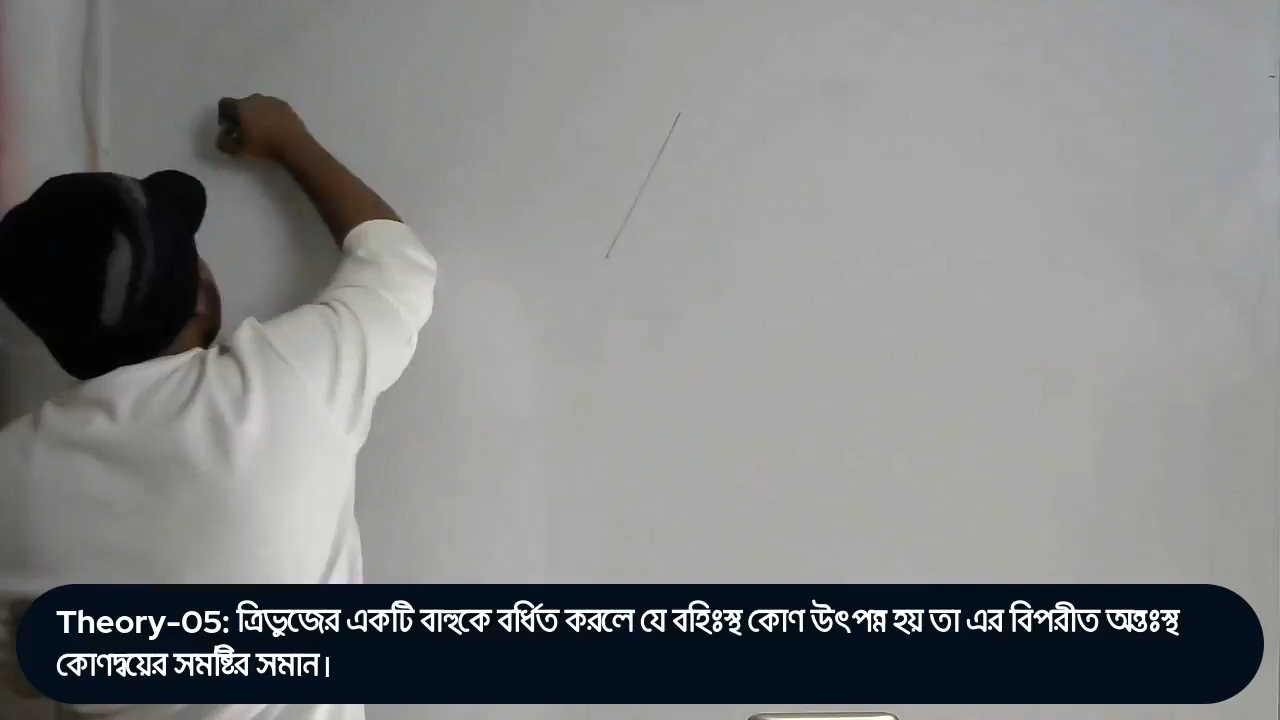 Theory-05: ত্রিভুজের একটি বাহুকে বর্ধিত করলে যে বহিঃস্থ কোণ উৎপন্ন হয় তা এর বিপরীত অন্তঃস্থ
কোণদ্বয়ের সমষ্টির সমান।